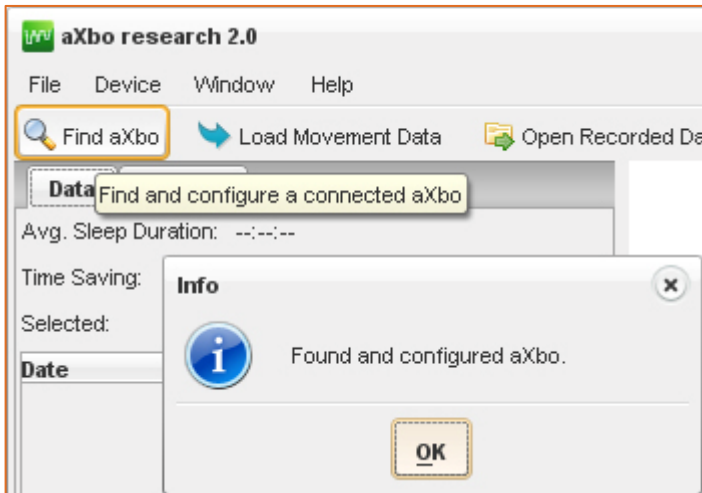 aXbo research 2.0
File Device Window Help
Find aXbo Load Movement Data Open Recorded Da
Data
Find and configure a connected aXbo
Avg. Sleep Duration: --:--:--
Time Saving:
Selected:
Date
Info
Found and configured aXbo.
OK